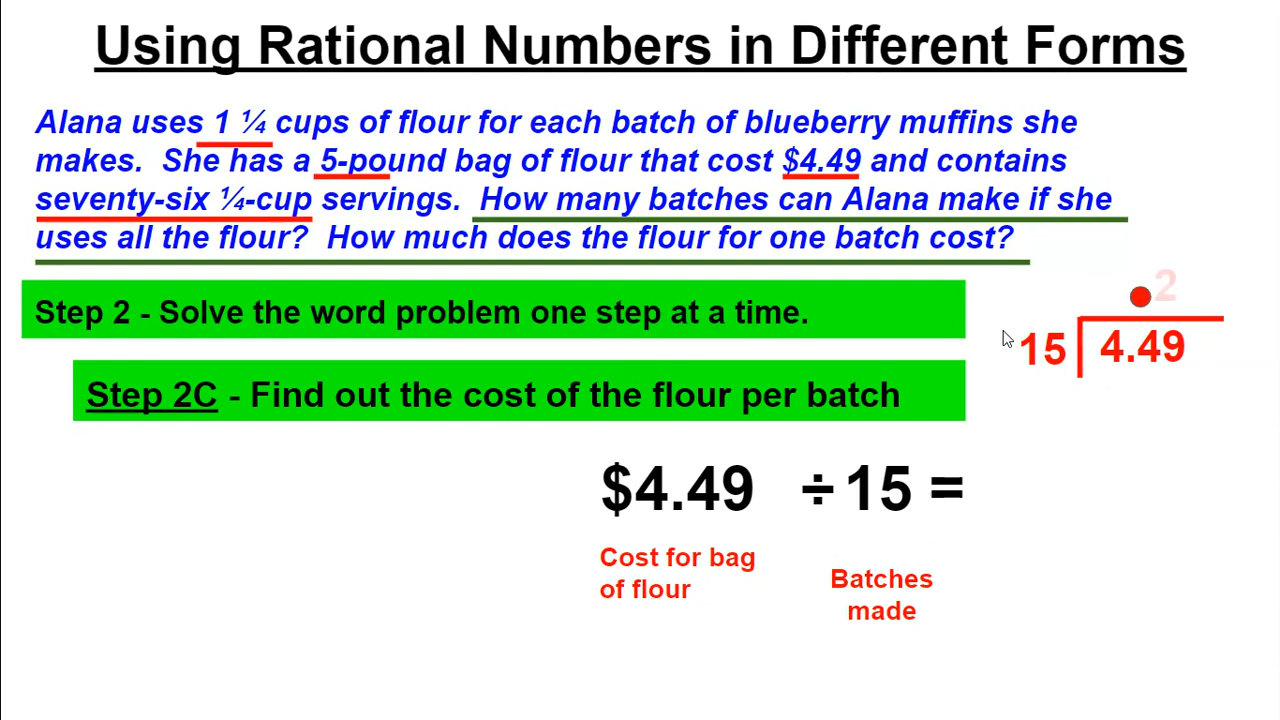 Using Rational Numbers in Different Forms
Alana uses 1 ¼ cups of flour for each batch of blueberry muffins she
makes. She has a 5-pound bag of flour that cost $4.49 and contains
seventy-six ¼-cup servings. How many batches can Alana make if she
uses all the flour? How much does the flour for one batch cost?
Step 2 - Solve the word problem one step at a time.
2
15 4.49
Step 2C - Find out the cost of the flour per batch
$4.49 ÷ 15 =
Cost for bag
of flour
Batches
made